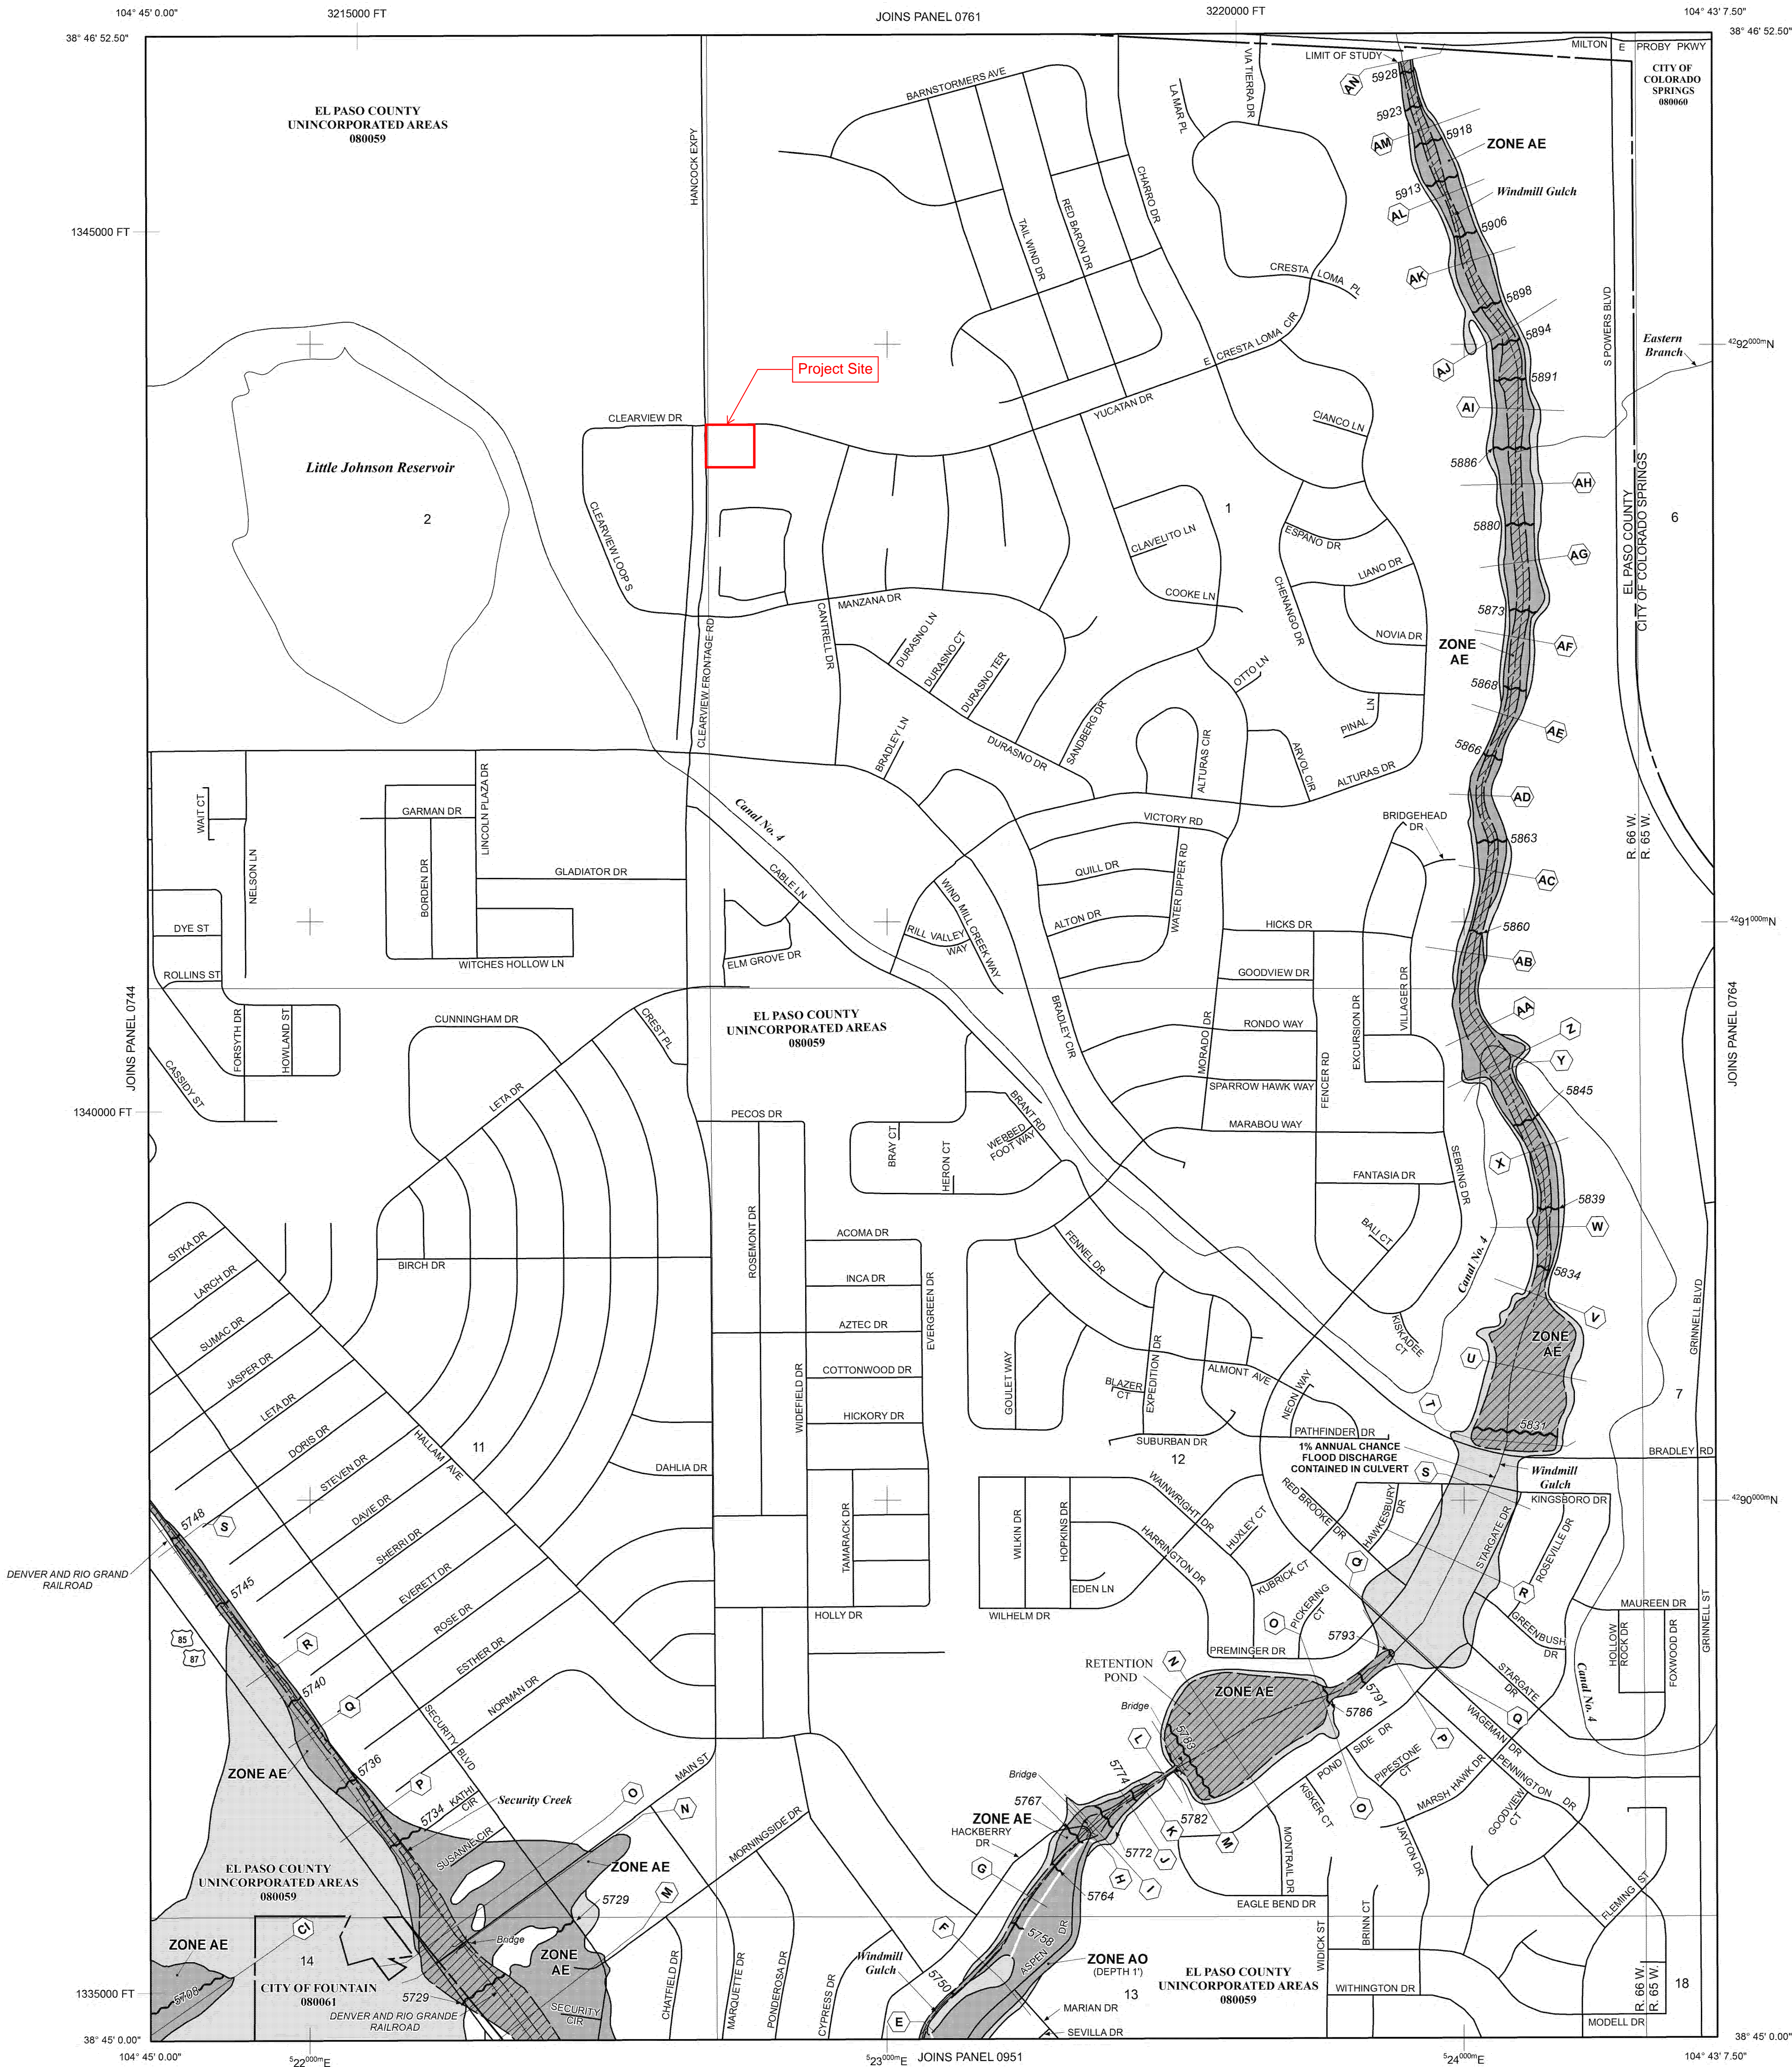 104° 45' 0.00"
3215000 FT
JOINS PANEL 0761
3220000 FT
104° 43' 7.50"
38° 46' 52.50"
38° 46' 52.50"
MILTON E PROBY PKWY
CITY OF
COLORADO
SPRINGS
080060
LIMIT OF STUDY
AN
5928
BARNSTORMERS AVE
VIA TIERRA DR
LA MAR PL
EL PASO COUNTY
UNINCORPORATED AREAS
080059
HANCOCK EXPY
5923
AM
5918
ZONE AE
5913
AL
Windmill Gulch
5906
CHARRO DR
RED BARON DR
TAIL WIND DR
1345000 FT
AK
CRESTA LOMA PL
5898
5894
S POWERS BLVD
E CRESTA LOMA CIR
Eastern
Branch
4292000mN
AJ
5891
Project Site
AI
YUCATAN DR
CIANCO LN
CLEARVIEW DR
5886
Little Johnson Reservoir
2
AH
CLEARVIEW LOOP S
1
6
5880
CLAVELITO LN
ESPANO DR
AG
EL PASO COUNTY
CITY OF COLORADO SPRINGS
LIANO DR
COOKE LN
CHENANGO DR
MANZANA DR
5873
CANTRELL DR
DURASNO LN
DURASNO CT
DURASNO TER
NOVIA DR
ZONE
AE
AF
CLEARVIEW FRONTAGE RD
OTTO LN
5868
PINAL LN
SANDBERG DR
AE
BRADLEY LN
DURASNO DR
ALTURAS CIR
ARVOL CIR
ALTURAS DR
5866
AD
WAIT CT
GARMAN DR
LINCOLN PLAZA DR
Canal No. 4
VICTORY RD
BRIDGEHEAD
DR
5863
R. 66 W.
R. 65 W.
NELSON LN
BORDEN DR
GLADIATOR DR
CABLE LN
QUILL DR
WATER DIPPER RD
AC
WIND MILL CREEK WAY
ALTON DR
4291000mN
DYE ST
RILL VALLEY
WAY
HICKS DR
5860
WITCHES HOLLOW LN
ELM GROVE DR
AB
ROLLINS ST
GOODVIEW DR
JOINS PANEL 0744
JOINS PANEL 0764
EL PASO COUNTY
UNINCORPORATED AREAS
080059
CUNNINGHAM DR
CREST PL
FORSYTH DR
HOWLAND ST
BRADLEY CIR
MORADO DR
RONDO WAY
EXCURSION DR
VILLAGER DR
AA
Z
Y
CASSIDY ST
LETA DR
SPARROW HAWK WAY
FENCER RD
5845
1340000 FT
PECOS DR
BRANT RD
WEBBED
FOOT WAY
BRAY CT
HERON CT
MARABOU WAY
SEBRING DR
X
FANTASIA DR
5839
W
SITKA DR
ROSEMONT DR
ACOMA DR
FENNEL DR
BALI CT
BIRCH DR
Canal No. 4
5834
LARCH DR
INCA DR
EVERGREEN DR
V
SUMAC DR
AZTEC DR
KISKADEE
CT
ZONE
AE
GRINNELL BLVD
JASPER DR
EXPEDITION DR
COTTONWOOD DR
GOULET WAY
ALMONT AVE
U
BLAZER
CT
NEON WAY
7
LETA DR
WIDEFIELD DR
HICKORY DR
T
5831
DORIS DR
HALLAM AVE
11
SUBURBAN DR
PATHFINDER DR
BRADLEY RD
12
1% ANNUAL CHANCE
FLOOD DISCHARGE
CONTAINED IN CULVERT
S
Windmill
Gulch
STEVEN DR
DAHLIA DR
KINGSBORO DR
4290000mN
WAINWRIGHT DR
RED BROOKE DR
HAWKESBURY
DR
5748
S
DAVIE DR
TAMARACK DR
WILKIN DR
HOPKINS DR
HUXLEY CT
STARGATE DR
ROSEVILLE DR
SHERRI DR
HARRINGTON DR
Q
DENVER AND RIO GRAND
RAILROAD
5745
EVERETT DR
EDEN LN
KUBRICK CT
R
ROSE DR
HOLLY DR
WILHELM DR
O
PICKERING
CT
MAUREEN DR
GREENBUSH
DR
HOLLOW
ROCK DR
FOXWOOD DR
GRINNELL ST
85
87
R
5793
ESTHER DR
PREMINGER DR
RETENTION
POND
N
5740
Q
NORMAN DR
ZONE AE
5791
STARGATE
DR
Canal No. 4
Bridge
5786
SECURITY BLVD
L
5783
Q
P
WAGEMAN DR
ZONE AE
5736
MAIN ST
SIDE DR
POND
PIPESTONE
CT
PENNINGTON DR
P
KATHI
CIR
Security Creek
O
N
Bridge
5774
5767
KISKER CT
O
MARSH HAWK DR
GOODVIEW
CT
5734
ZONE AE
HACKBERRY
DR
5782
K
M
SUSANNE CIR
MORNINGSIDE DR
5772
J
MONTRAIL DR
JAYTON DR
EL PASO COUNTY
UNINCORPORATED AREAS
080059
ZONE AE
G
H
I
5764
FLEMING ST
M
5729
EAGLE BEND DR
CI
F
5758
ASPEN DR
BRINN CT
WIDICK ST
ZONE AE
14
Bridge
ZONE
AE
CHATFIELD DR
MARQUETTE DR
PONDEROSA DR
Windmill
Gulch
ZONE AO
(DEPTH 1')
EL PASO COUNTY
UNINCORPORATED AREAS
080059
R. 66 W.
R. 65 W.
18
CITY OF FOUNTAIN
080061
5708
5729
5750
13
WITHINGTON DR
1335000 FT
CYPRESS DR
DENVER AND RIO GRANDE
RAILROAD
SECURITY
CIR
E
MARIAN DR
SEVILLA DR
MODELL DR
38° 45' 0.00"
38° 45' 0.00"
104° 45' 0.00"
522000mE
523000mE
JOINS PANEL 0951
524000mE
104° 43' 7.50"